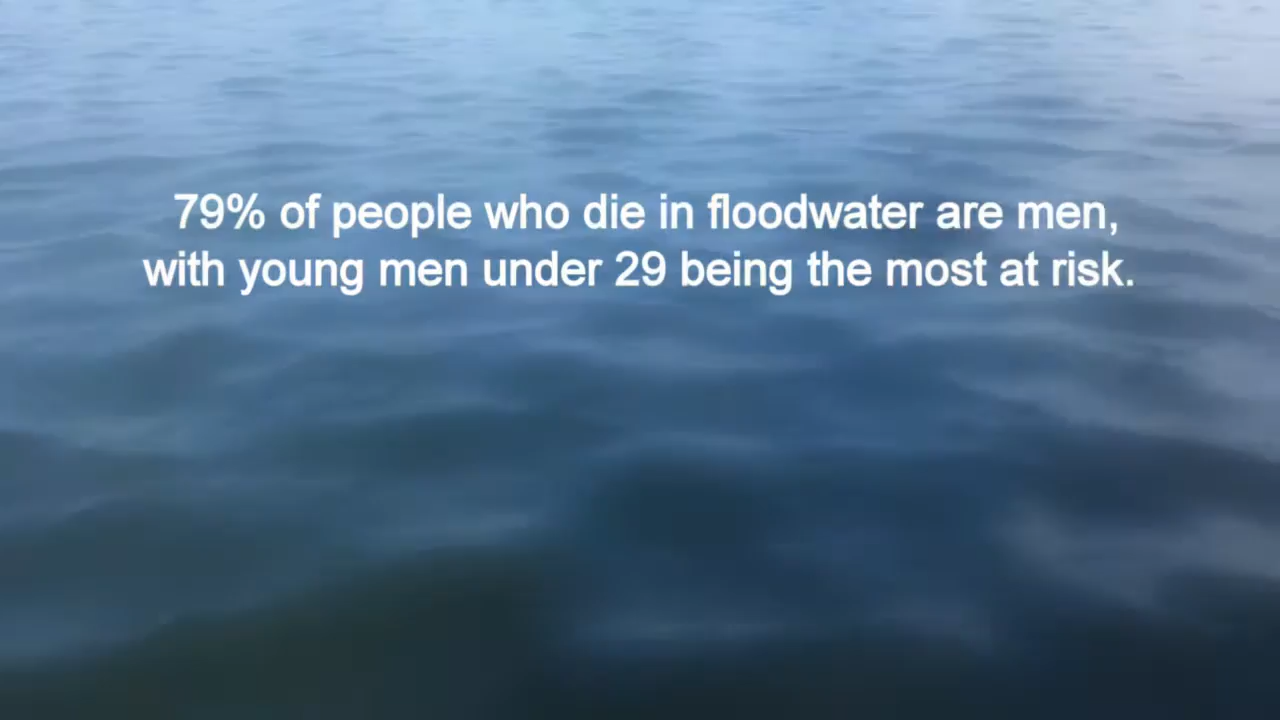 79% of people who die in floodwater are men,
with young men under 29 being the most at risk.